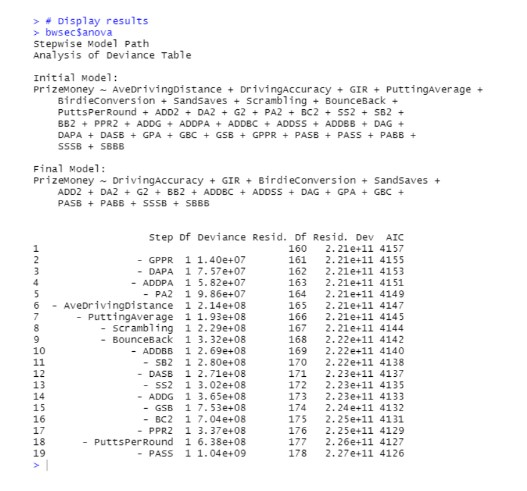 > # Display results
> bwsec$anova
Stepwise Model Path
Analysis of Deviance Table

Initial Model:
PrizeMoney ~ AveDrivingDistance + DrivingAccuracy + GIR + PuttingAverage +
    BirdieConversion + SandSaves + Scrambling + BounceBack +
    PuttsPerRound + ADD2 + DA2 + G2 + PA2 + BC2 + SS2 + SB2 +
    BB2 + PPR2 + ADDG + ADDPA + ADDBC + ADDSS + ADDBB + DAG +
    DAPA + DASB + GPA + GBC + GSB + GPPR + PASB + PASS + PABB +
    SSSB + SBBB

Final Model:
PrizeMoney ~ DrivingAccuracy + GIR + BirdieConversion + SandSaves +
    ADD2 + DA2 + G2 + BB2 + ADDBC + ADDSS + DAG + GPA + GBC +
    PASB + PABB + SSSB + SBBB

Step Df Deviance Resid. Df Resid. Dev AIC
1 160 2.21e+11 4157
2 - GPPR 1 1.40e+07 161 2.21e+11 4155
3 - DAPA 1 7.57e+07 162 2.21e+11 4153
4 - ADDPA 1 5.82e+07 163 2.21e+11 4151
5 - PA2 1 9.86e+07 164 2.21e+11 4149
6 - AveDrivingDistance 1 2.14e+08 165 2.21e+11 4147
7 - PuttingAverage 1 1.93e+08 166 2.21e+11 4145
8 - Scrambling 1 2.29e+08 167 2.21e+11 4144
9 - BounceBack 1 3.32e+08 168 2.22e+11 4142
10 - ADDBB 1 2.69e+08 169 2.22e+11 4140
11 - SB2 1 2.80e+08 170 2.22e+11 4138
12 - DASB 1 2.71e+08 171 2.23e+11 4137
13 - SS2 1 3.02e+08 172 2.23e+11 4135
14 - ADDG 1 3.65e+08 173 2.23e+11 4133
15 - GSB 1 7.53e+08 174 2.24e+11 4132
16 - BC2 1 7.04e+08 175 2.25e+11 4131
17 - PPR2 1 3.37e+08 176 2.25e+11 4129
18 - PuttsPerRound 1 6.38e+08 177 2.26e+11 4127
19 - PASS 1 1.04e+09 178 2.27e+11 4126
>